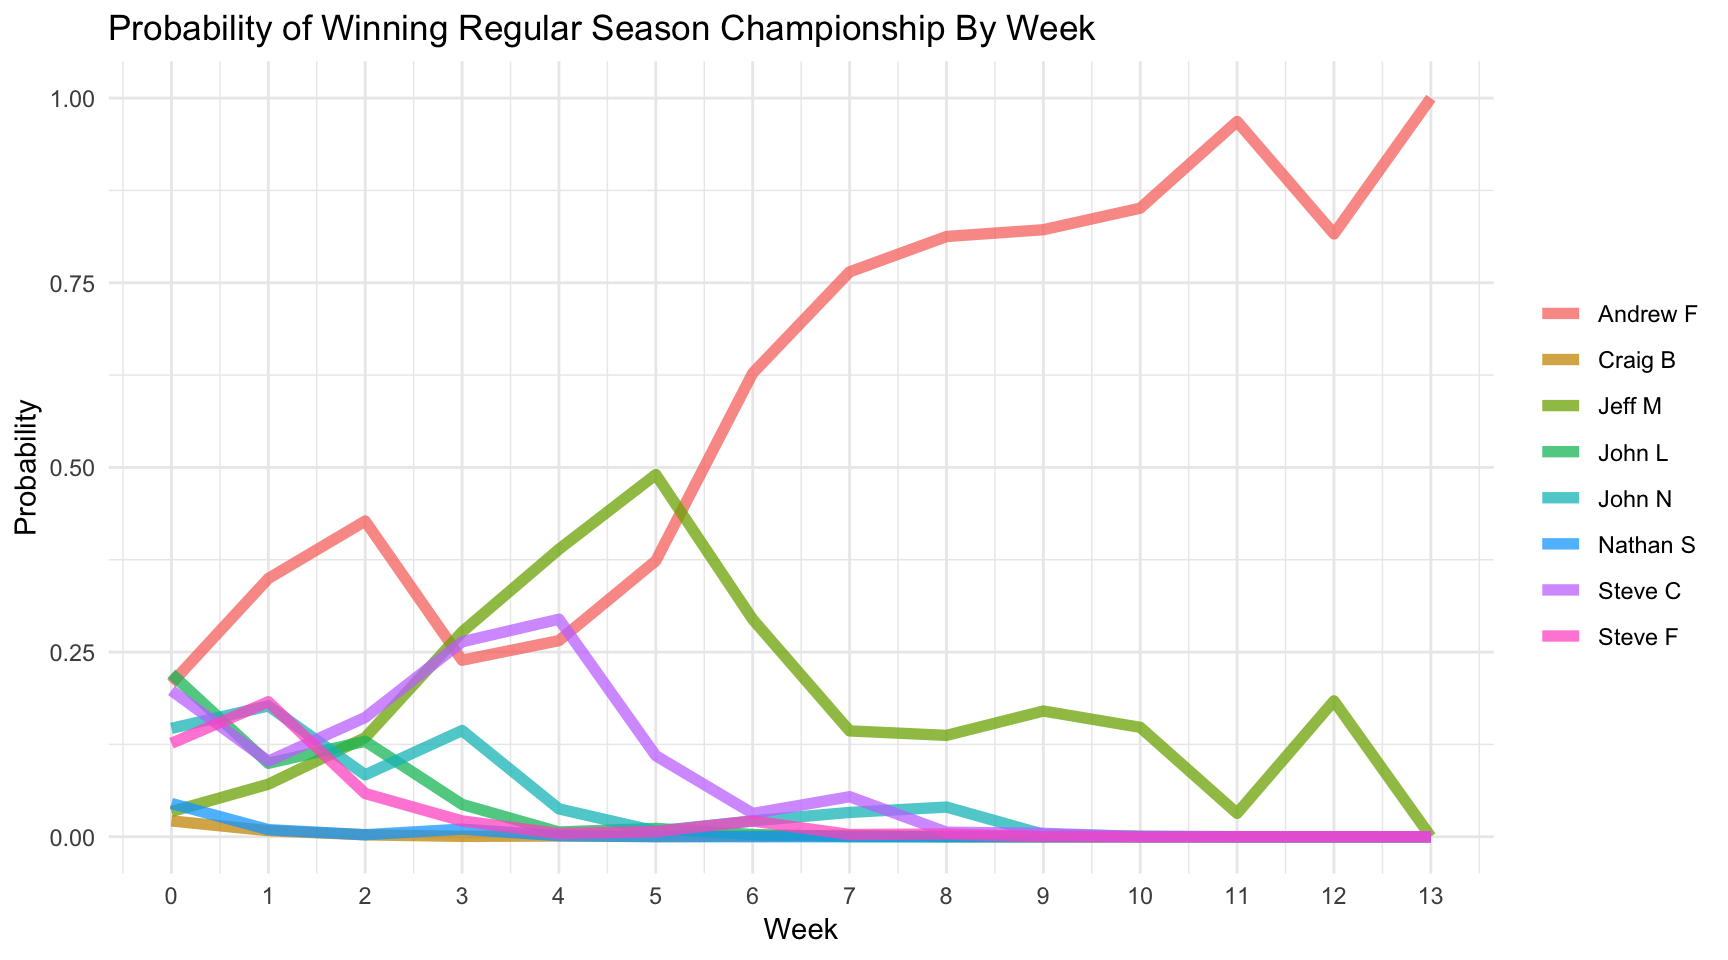 Probability of Winning Regular Season Championship By Week
1.00
0.75
0.50
0.25
0.00
Probability
0 1 2 3 4 5 6 7 8 9 10 11 12 13
Week
Andrew F
Craig B
Jeff M
John L
John N
Nathan S
Steve C
Steve F